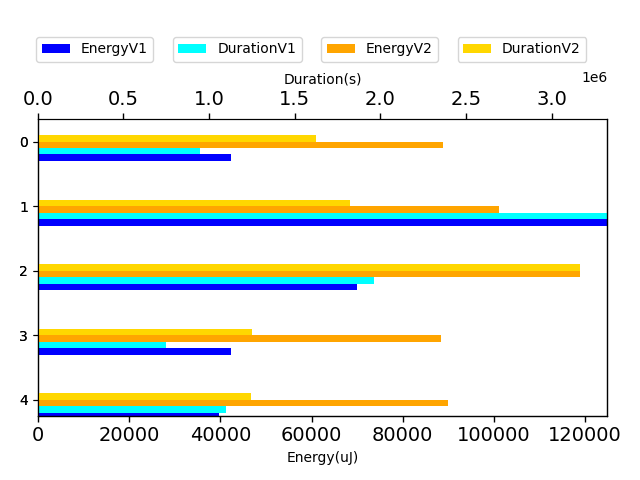 EnergyV1 DurationV1 EnergyV2 DurationV2
Duration(s)
1e6
0.0 0.5 1.0 1.5 2.0 2.5 3.0
0
1
2
3
4
0 20000 40000 60000 80000 100000 120000
Energy(uJ)